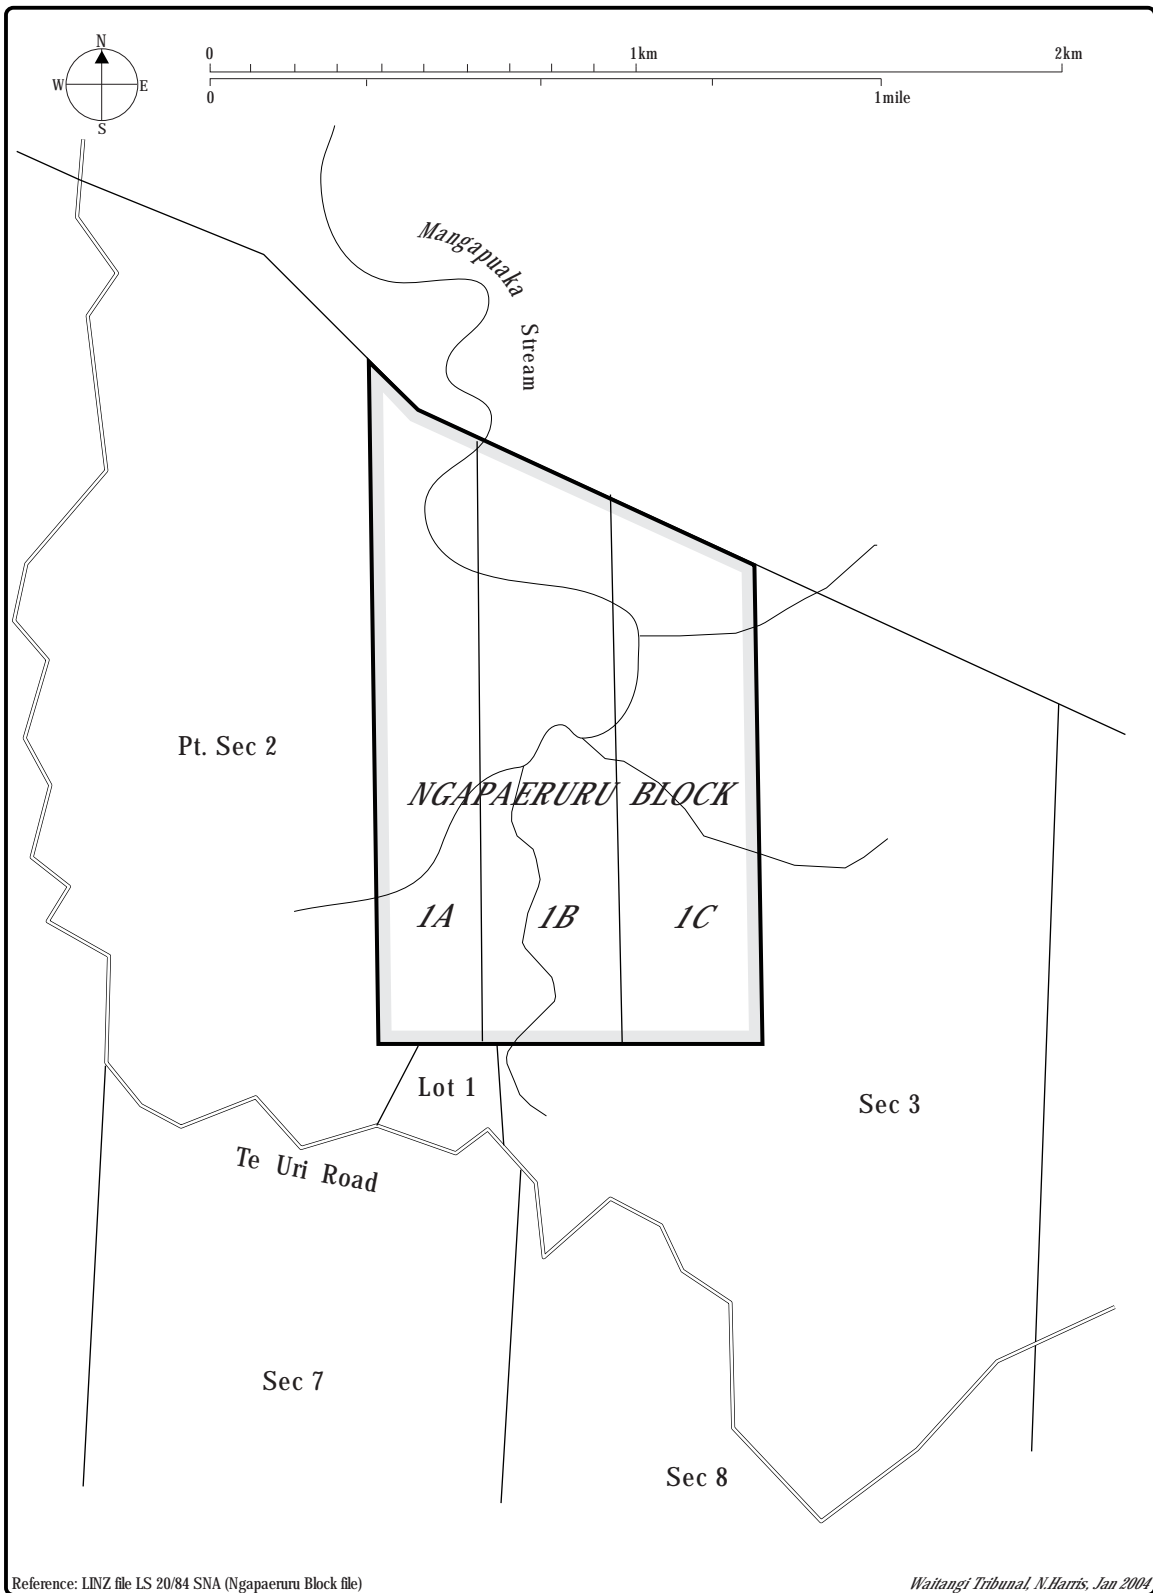 N
W E
S
0 1km 2km
0 1mile
Mangapuaka
Stream
Pt. Sec 2
NGAPAERURU BLOCK
1A 1B 1C
Lot 1
Sec 3
Te Uri Road
Sec 7
Sec 8
Reference: LINZ file LS 20/84 SNA (Ngapaeruru Block file)
Waitangi Tribunal, N.Harris, Jan 2004